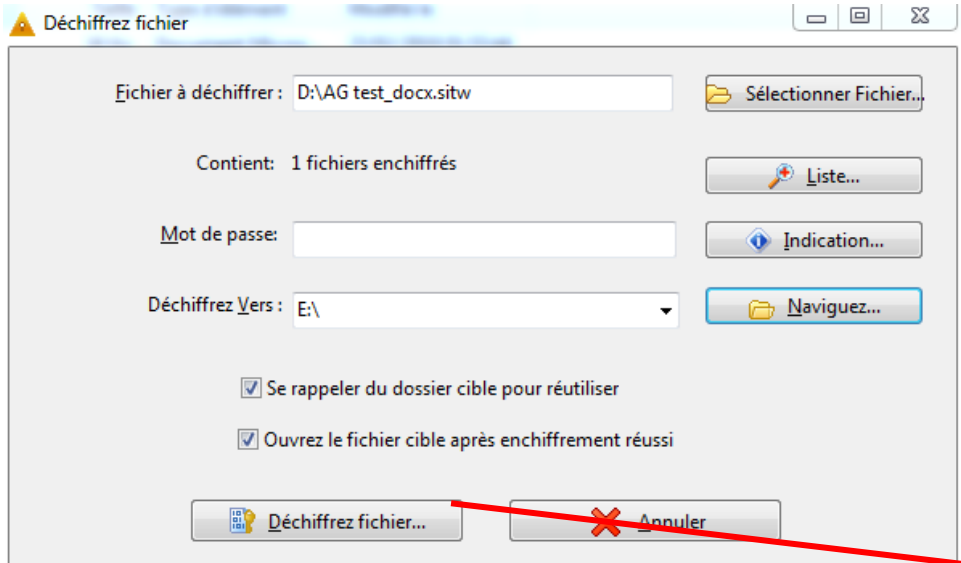 Déchiffrez fichier
Fichier à déchiffrer : D:\AG test_docx.sitw Sélectionner Fichier...
Contient: 1 fichiers enchiffrés Liste...
Mot de passe: Indication...
Déchiffrez Vers : E:\ Naviguez...
Se rappeler du dossier cible pour réutiliser
Ouvrez le fichier cible après enchiffrement réussi
Déchiffrez fichier... Annuler